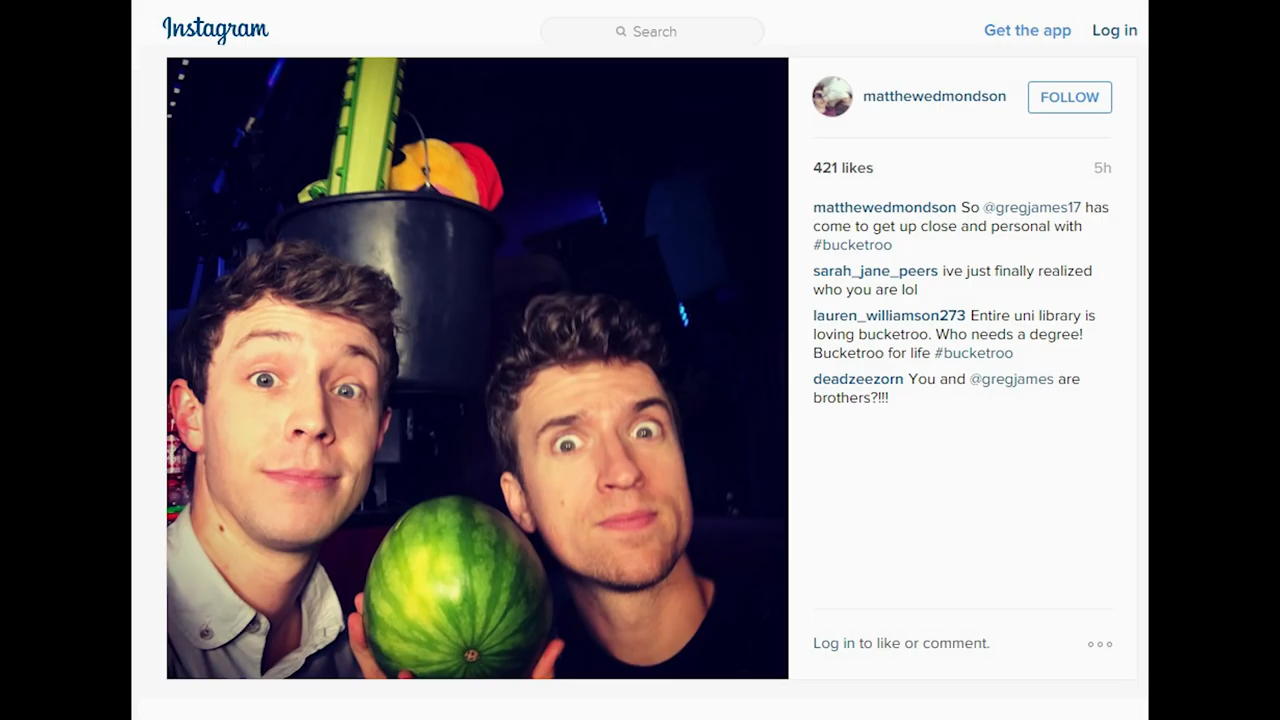 Instagram
Search
Get the app
Log in
matthewedmondson
FOLLOW
421 likes
5h
matthewedmondson So @gregjames17 has
come to get up close and personal with
#bucketroo
sarah_jane_peers ive just finally realized
who you are lol
lauren_williamson273 Entire uni library is
loving bucketroo. Who needs a degree!
Bucketroo for life #bucketroo
deadzeezorn You and @gregjames are
brothers?!!!
Log in to like or comment.